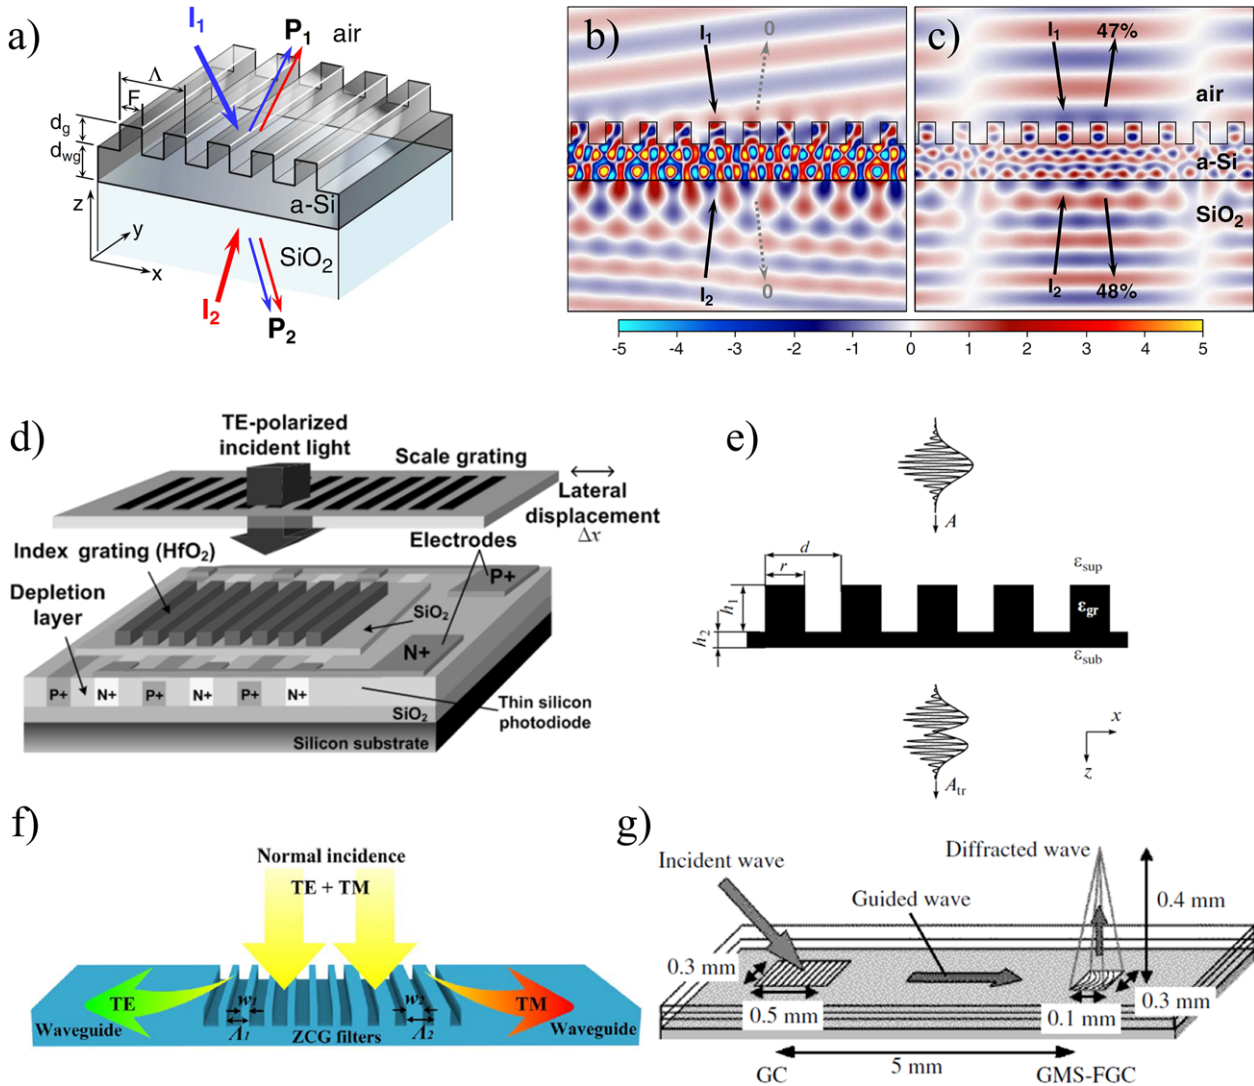 a)
I1
P1
air
Λ
F
dg
dwg
z
y
x
a-Si
SiO2
I2
P2
b)
I1
0
I2
0
c)
I1
47%
air
a-Si
SiO2
I2
48%
-5 -4 -3 -2 -1 0 1 2 3 4 5
d)
TE-polarized
incident light
Scale grating
Lateral
displacement
Δx
Index grating (HfO2)
Electrodes
Depletion
layer
P+
SiO2
N+
P+ N+ P+ N+ P+ N+
Thin silicon
photodiode
SiO2
Silicon substrate
e)
A
d
r
εsup
h1
εgr
h2
εsub
x
z
Atr
f)
Normal incidence
TE + TM
TE
w1
w2
TM
Waveguide
Λ1
ZCG filters
Λ2
Waveguide
g)
Incident wave
Diffracted wave
Guided wave
0.4 mm
0.3 mm
0.5 mm
0.3 mm
0.1 mm
5 mm
GC
GMS-FGC